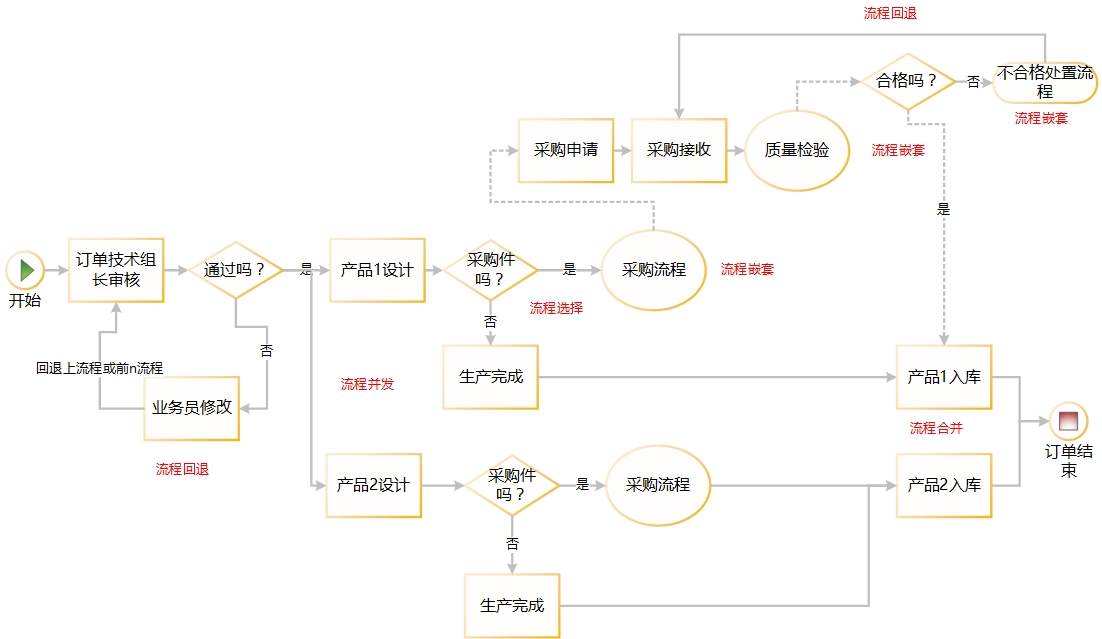 流程回退
合格吗？
否
不合格处置流
程
流程嵌套
采购申请
采购接收
质量检验
流程嵌套
是
订单技术组
长审核
通过吗？
是
产品1设计
采购件
吗？
是
采购流程
流程嵌套
开始
流程选择
否
否
回退上流程或前n流程
业务员修改
流程并发
生产完成
产品1入库
流程合并
订单结
束
流程回退
产品2设计
采购件
吗？
是
采购流程
产品2入库
否
生产完成